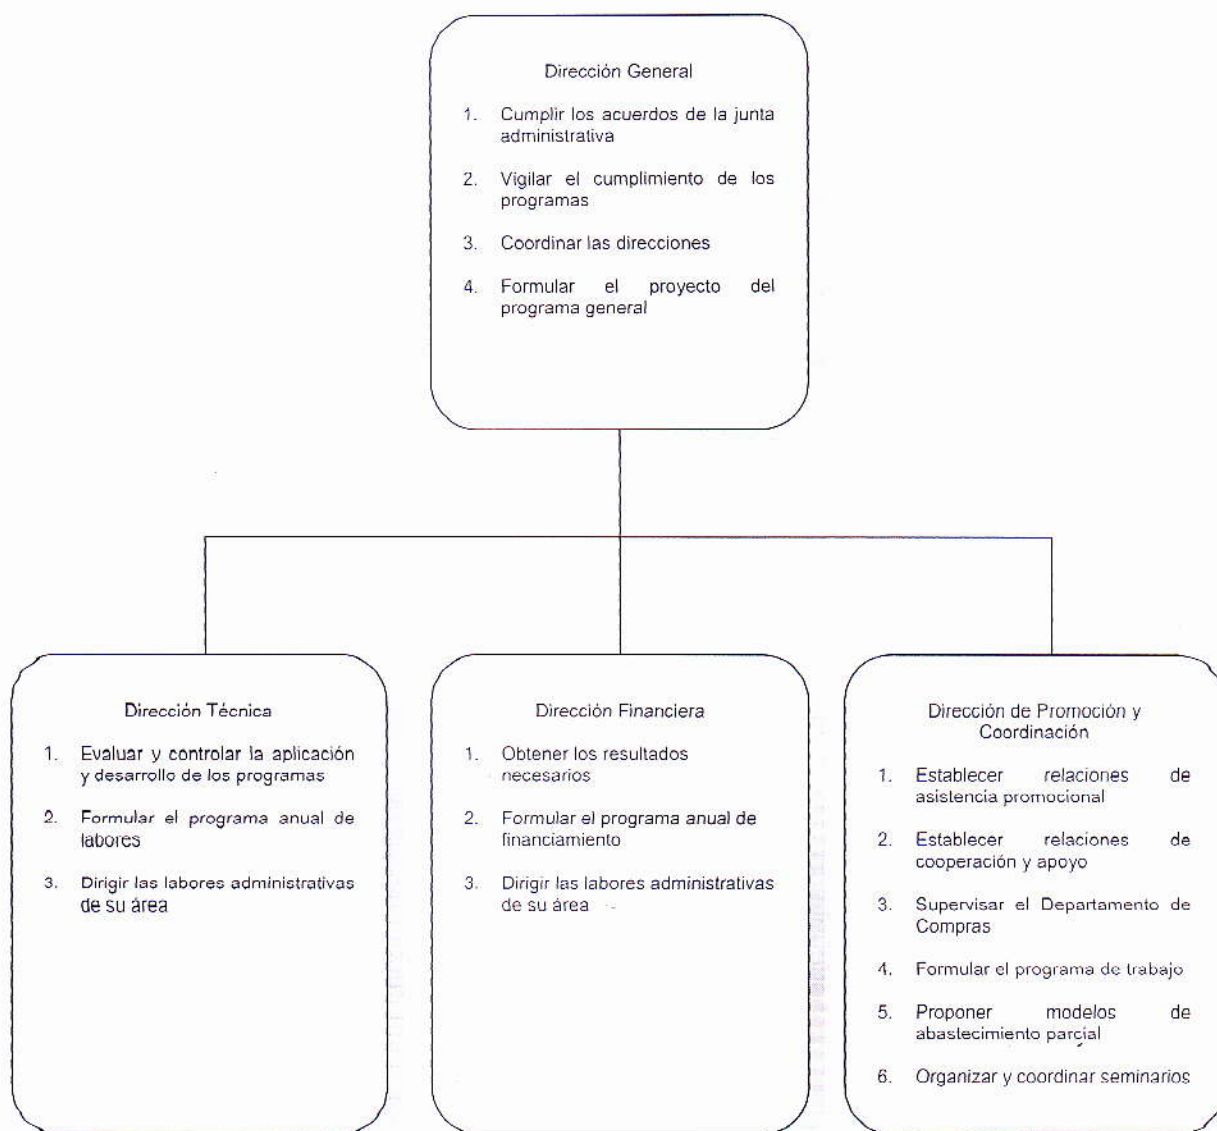 Dirección General
1. Cumplir los acuerdos de la junta
administrativa
2. Vigilar el cumplimiento de los
programas
3. Coordinar las direcciones
4. Formular el proyecto del
programa general
Dirección Técnica
1. Evaluar y controlar la aplicación
y desarrollo de los programas
2. Formular el programa anual de
labores
3. Dirigir las labores administrativas
de su área
Dirección Financiera
1. Obtener los resultados
necesarios
2. Formular el programa anual de
financiamiento
3. Dirigir las labores administrativas
de su área
Dirección de Promoción y
Coordinación
1. Establecer relaciones de
asistencia promocional
2. Establecer relaciones de
cooperación y apoyo
3. Supervisar el Departamento de
Compras
4. Formular el programa de trabajo
5. Proponer modelos de
abastecimiento parcial
6. Organizar y coordinar seminarios